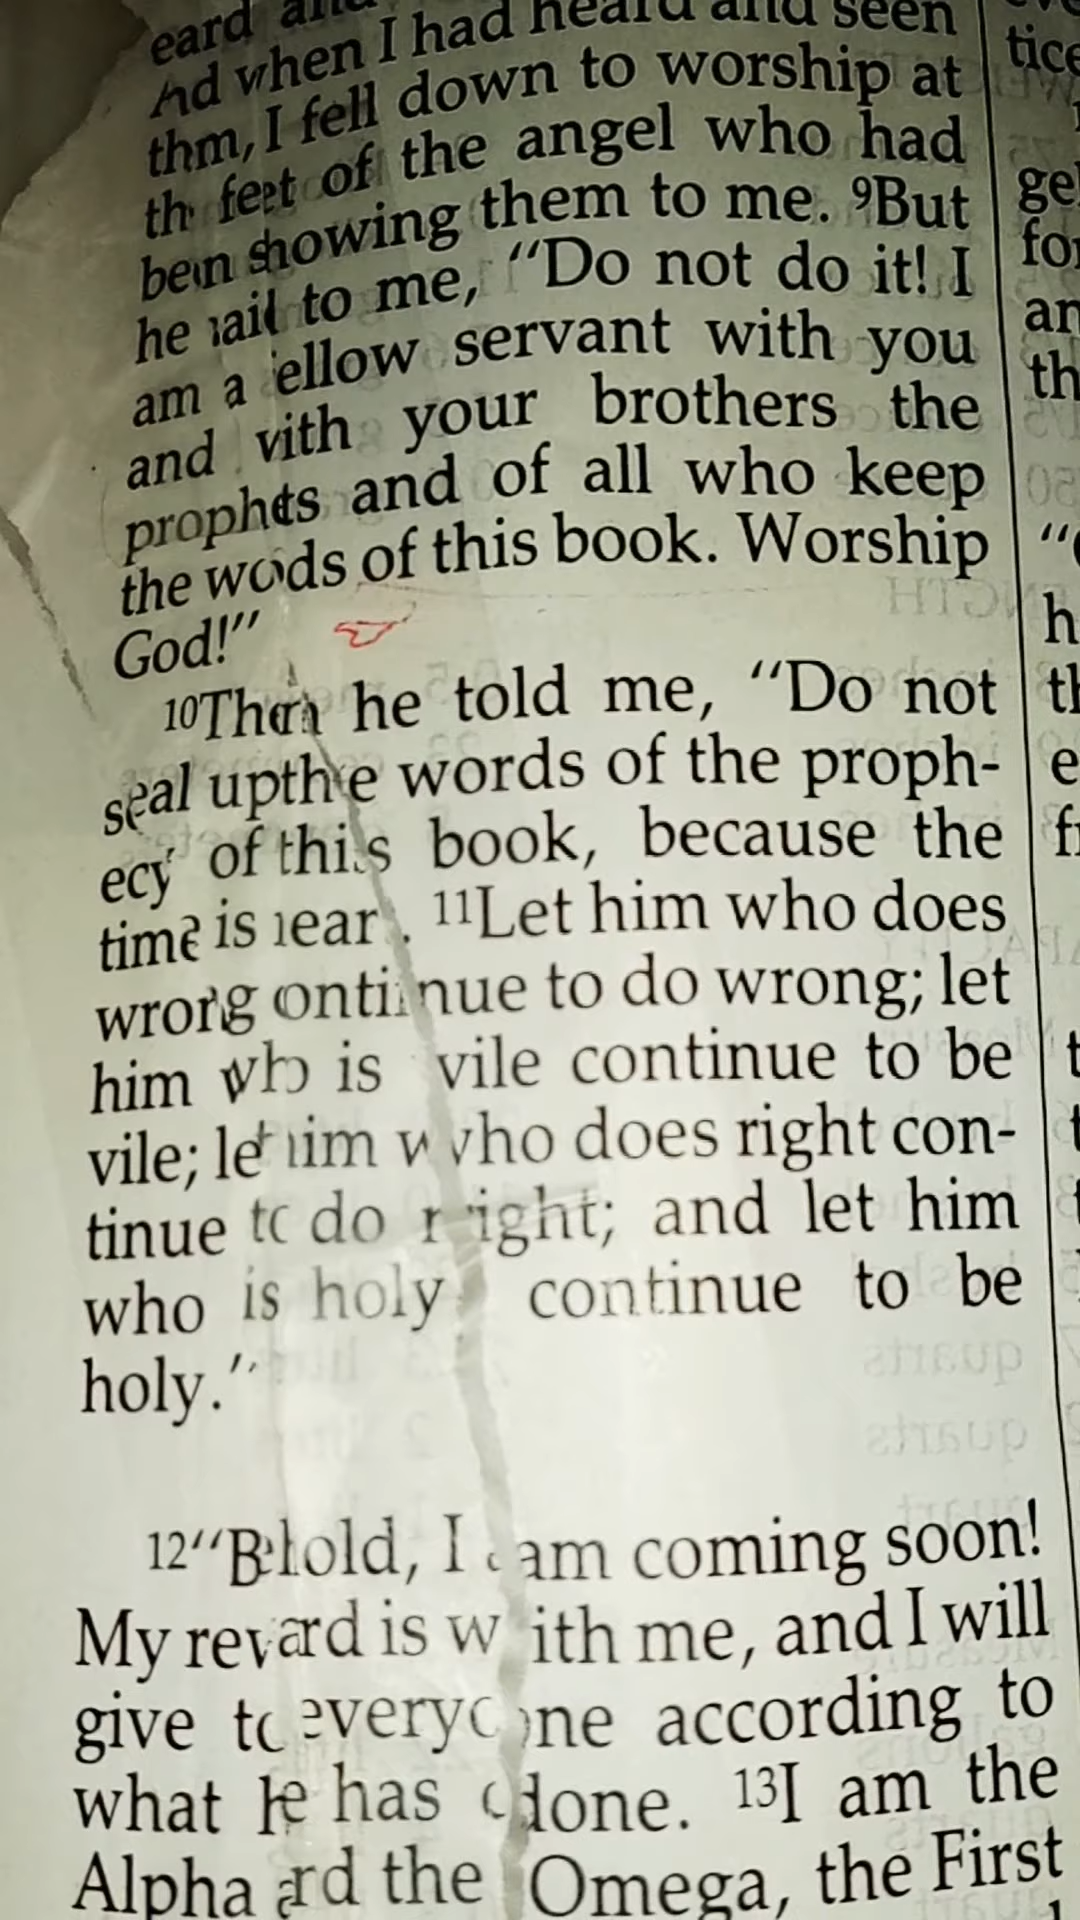 eard and
And when I had heard and seen
thm, I fell down to worship at
th feet of the angel who had
been showing them to me. ⁹But
he said to me, "Do not do it! I
am a fellow servant with you
and with your brothers the
prophets and of all who keep
the words of this book. Worship
God!"
¹⁰Then he told me, "Do not
seal up the words of the proph-
ecy of this book, because the
time is near. ¹¹Let him who does
wrong continue to do wrong; let
him who is vile continue to be
vile; let him who does right con-
tinue to do right; and let him
who is holy continue to be
holy."
¹²"Behold, I am coming soon!
My reward is with me, and I will
give to everyone according to
what he has done. ¹³I am the
Alpha and the Omega, the First